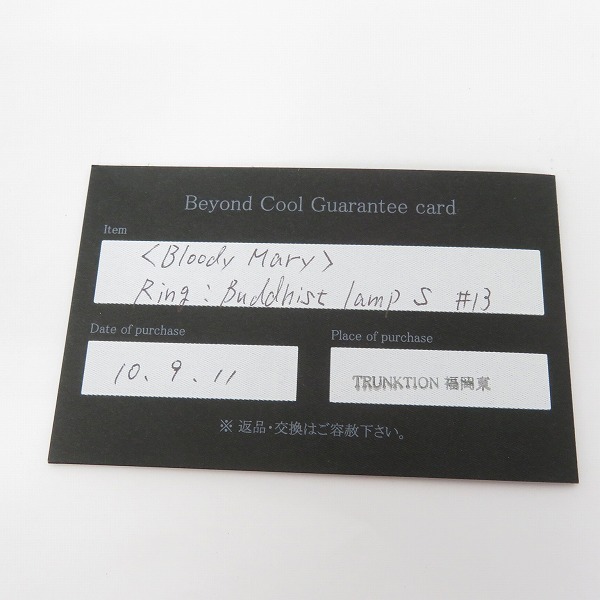 Beyond Cool Guarantee card
Item
<Bloody Mary>
Ring : Buddhist lamp S #13
Date of purchase
Place of purchase
10. 9. 11
TRUNKTION 福岡東
※ 返品・交換はご容赦下さい。